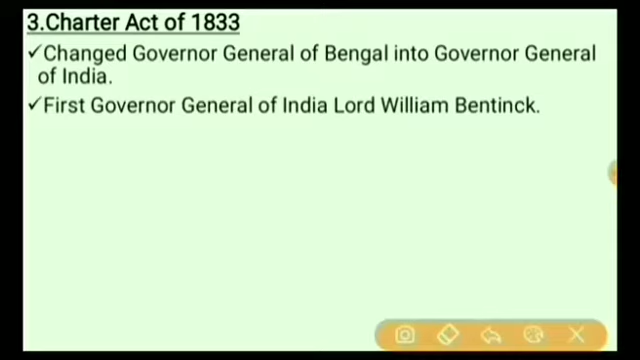 3.Charter Act of 1833
✓Changed Governor General of Bengal into Governor General
of India.
✓First Governor General of India Lord William Bentinck.